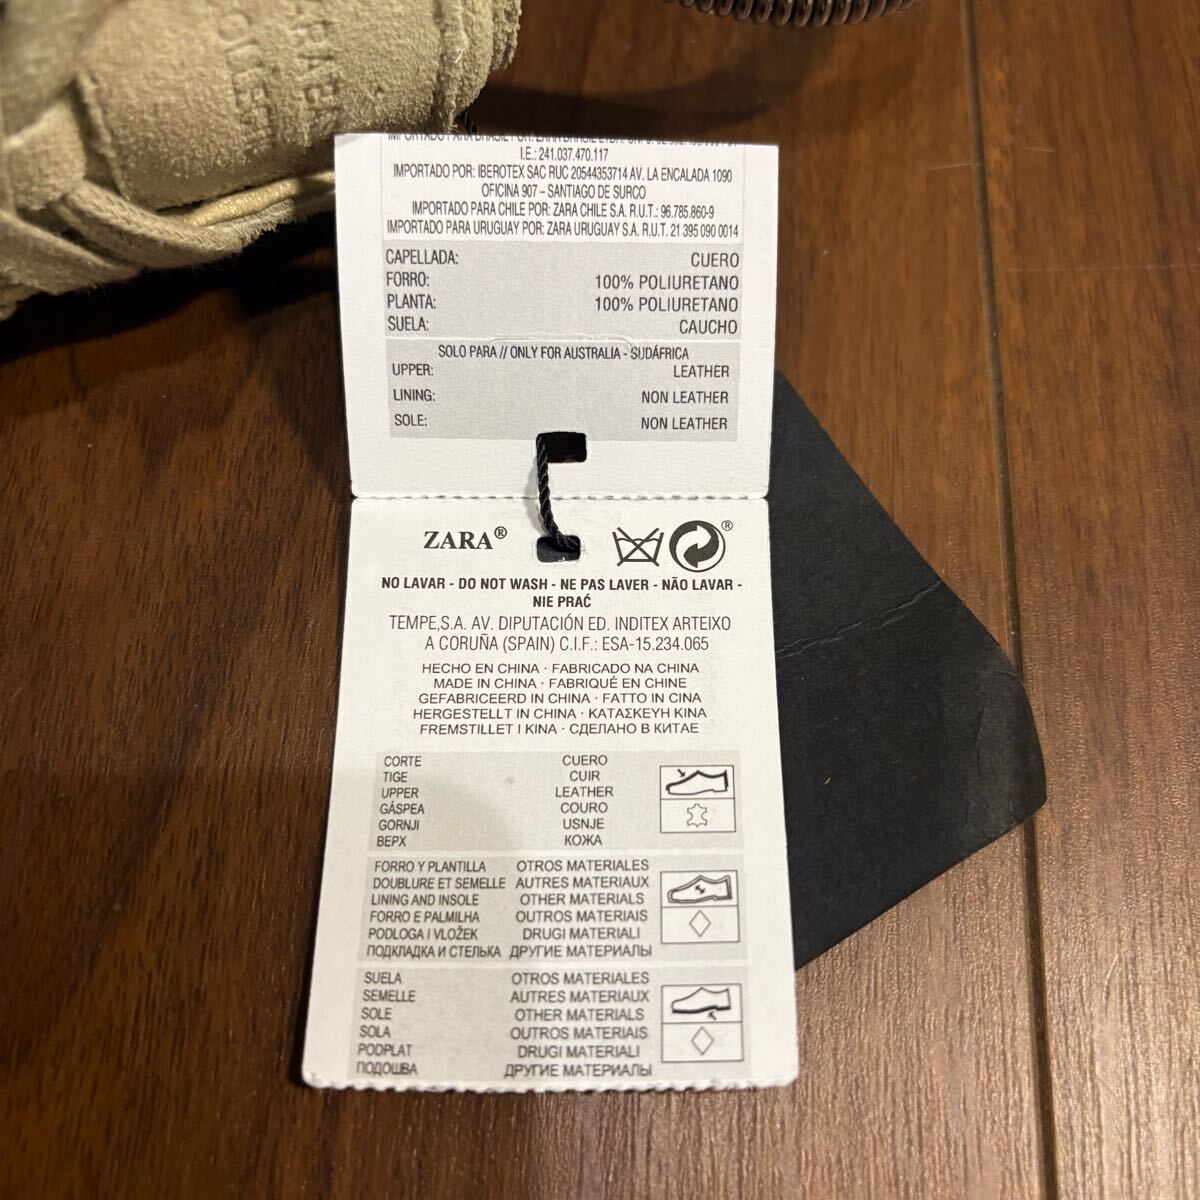 I.E.: 241.037.470.117
IMPORTADO POR: IBEROTEX SAC RUC 20544353714 AV. LA ENCALADA 1090
OFICINA 907 – SANTIAGO DE SURCO
IMPORTADO PARA CHILE POR: ZARA CHILE S.A. R.U.T.: 96.785.860-9
IMPORTADO PARA URUGUAY POR: ZARA URUGUAY S.A. R.U.T. 21 395 090 0014
CAPELLADA: CUERO
FORRO: 100% POLIURETANO
PLANTA: 100% POLIURETANO
SUELA: CAUCHO
SOLO PARA // ONLY FOR AUSTRALIA - SUDÁFRICA
UPPER: LEATHER
LINING: NON LEATHER
SOLE: NON LEATHER
ZARA® ®
NO LAVAR - DO NOT WASH - NE PAS LAVER - NÃO LAVAR -
NIE PRAĆ
TEMPE,S.A. AV. DIPUTACIÓN ED. INDITEX ARTEIXO
A CORUÑA (SPAIN) C.I.F.: ESA-15.234.065
HECHO EN CHINA · FABRICADO NA CHINA
MADE IN CHINA · FABRIQUÉ EN CHINE
GEFABRICEERD IN CHINA · FATTO IN CINA
HERGESTELLT IN CHINA · ΚΑΤΑΣΚΕΥΗ ΚΙΝΑ
FREMSTILLET I KINA · СДЕЛАНО В КИТАЕ
CORTE CUERO
TIGE CUIR
UPPER LEATHER
GÁSPEA COURO
GORNJI USNJE
ВЕРХ КОЖА
FORRO Y PLANTILLA OTROS MATERIALES
DOUBLURE ET SEMELLE AUTRES MATERIAUX
LINING AND INSOLE OTHER MATERIALS
FORRO E PALMILHA OUTROS MATERIAIS
PODLOGA I VLOŽEK DRUGI MATERIALI
ПОДКЛАДКА И СТЕЛЬКА ДРУГИЕ МАТЕРИАЛЫ
SUELA OTROS MATERIALES
SEMELLE AUTRES MATERIAUX
SOLE OTHER MATERIALS
SOLA OUTROS MATERIAIS
PODPLAT DRUGI MATERIALI
ПОДОШВА ДРУГИЕ МАТЕРИАЛЫ